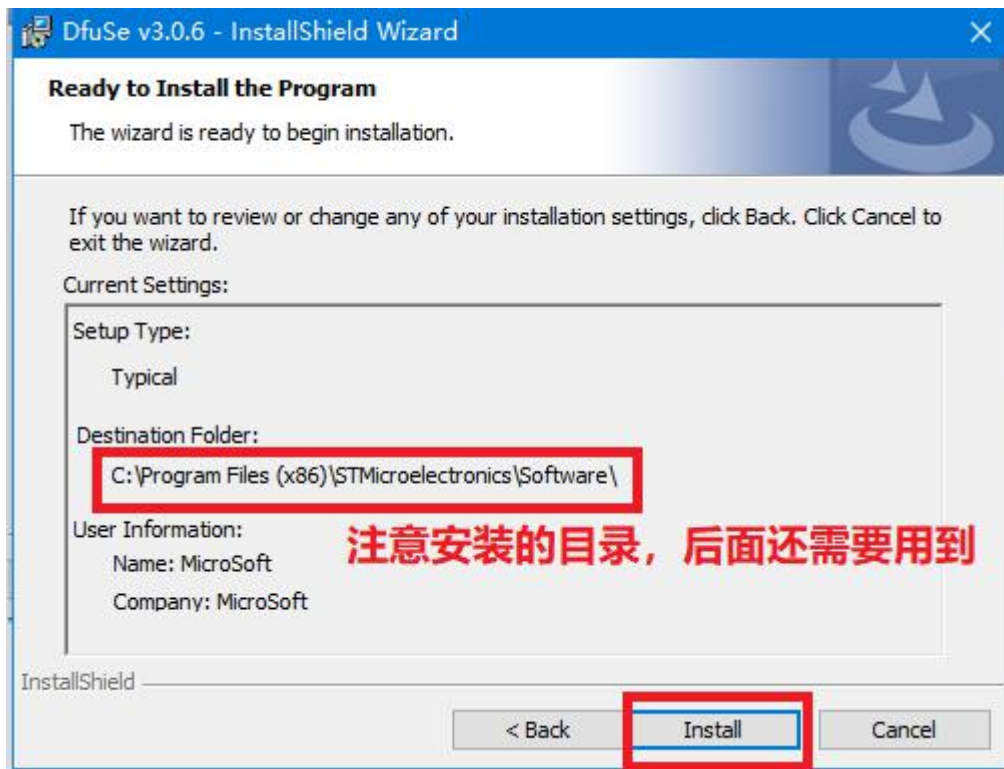 DfuSe v3.0.6 - InstallShield Wizard
Ready to Install the Program
The wizard is ready to begin installation.
If you want to review or change any of your installation settings, click Back. Click Cancel to
exit the wizard.
Current Settings:
Setup Type:
Typical
Destination Folder:
C:\Program Files (x86)\STMicroelectronics\Software\
User Information:
注意安装的目录，后面还需要用到
Name: MicroSoft
Company: MicroSoft
InstallShield
< Back
Install
Cancel